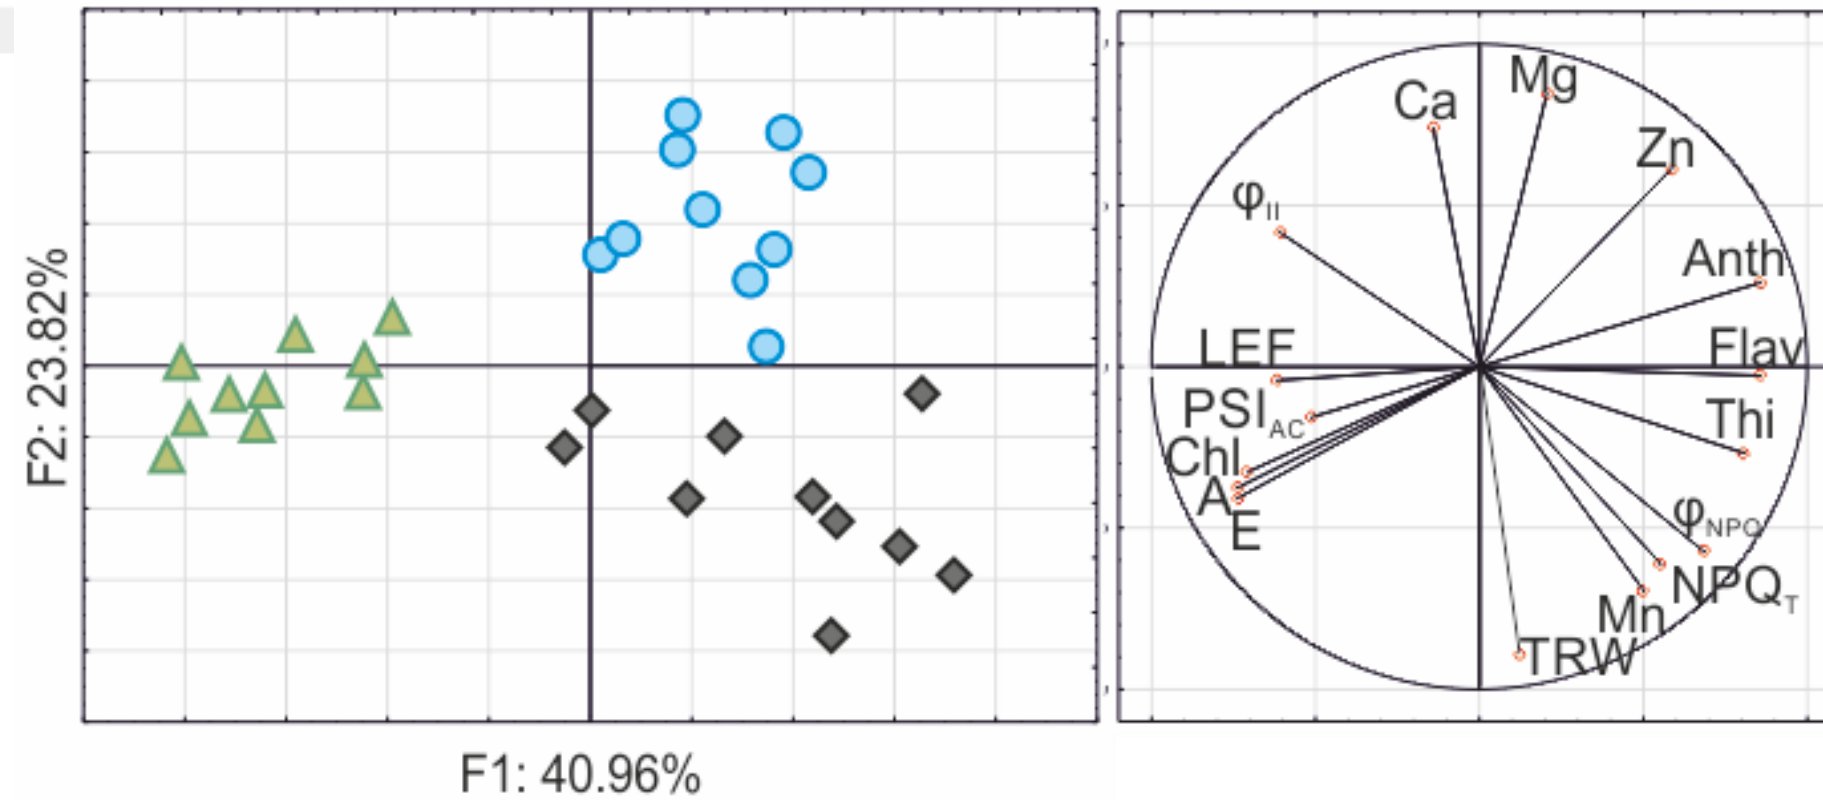 F2: 23.82%
F1: 40.96%
Mg
Ca
Zn
φII
Anth
LEF
Flav
PSIAC
Thi
Chl
A
E
φNPQ
NPQT
Mn
TRW